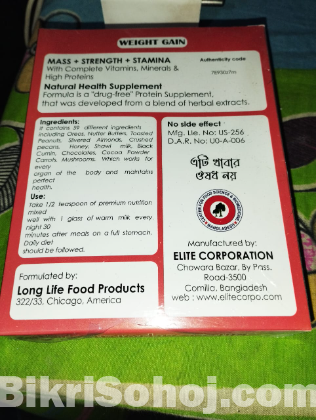 WEIGHT GAIN
MASS + STRENGTH + STAMINA
With Complete Vitamins, Minerals &
High Proteins
Authenticity code
Natural Health Supplement
Formula is a "drug-free" Protein Supplement,
that was developed from a blend of herbal extracts.
Ingredients:
It contains 59 different ingredients
including Oreos, Nutter Butters, Toasted
Peanuts, Slivered Almonds, Crushed
pecans, Honey, Shawl milk, Black
Cumin, Chocolates, Cocoa Powder
Carrots, Mushrooms. Which works for
every
organ of the body and maintains
perfect
health.
Use:
Take 1/2 teaspoon of premium nutrition
mixed
well with 1 glass of warm milk every
night 30
minutes after meals on a full stomach.
Daily diet
should be followed.
No side effect
Mfg. Lie. No: US-256
D.A.R. No: U0-A-006
এটি খাবার
ঔষধ নয়
Formulated by:
Long Life Food Products
322/33, Chicago, America
Manufactured by:
ELITE CORPORATION
Chawara Bazar, By Pass.
Road-3500
Comilla, Bangladesh
web : www.elitecorpo.com
BikriSohoj.com